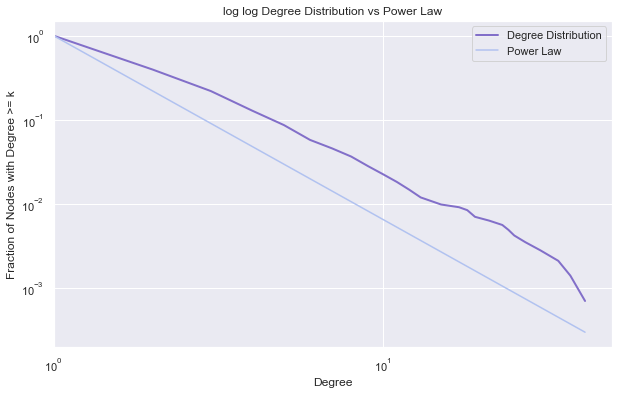 log log Degree Distribution vs Power Law
Degree Distribution
Power Law
Fraction of Nodes with Degree >= k
10⁰
10⁻¹
10⁻²
10⁻³
10⁰
10¹
Degree